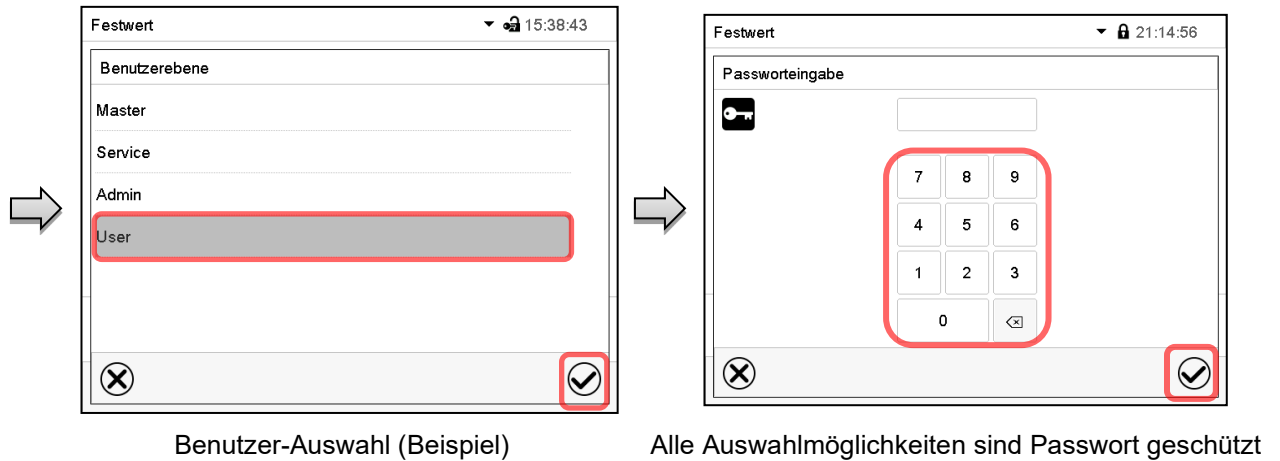 Festwert 15:38:43
Benutzerebene
Master
Service
Admin
User
Festwert 21:14:56
Passworteingabe
7 8 9
4 5 6
1 2 3
0
Benutzer-Auswahl (Beispiel)
Alle Auswahlmöglichkeiten sind Passwort geschützt